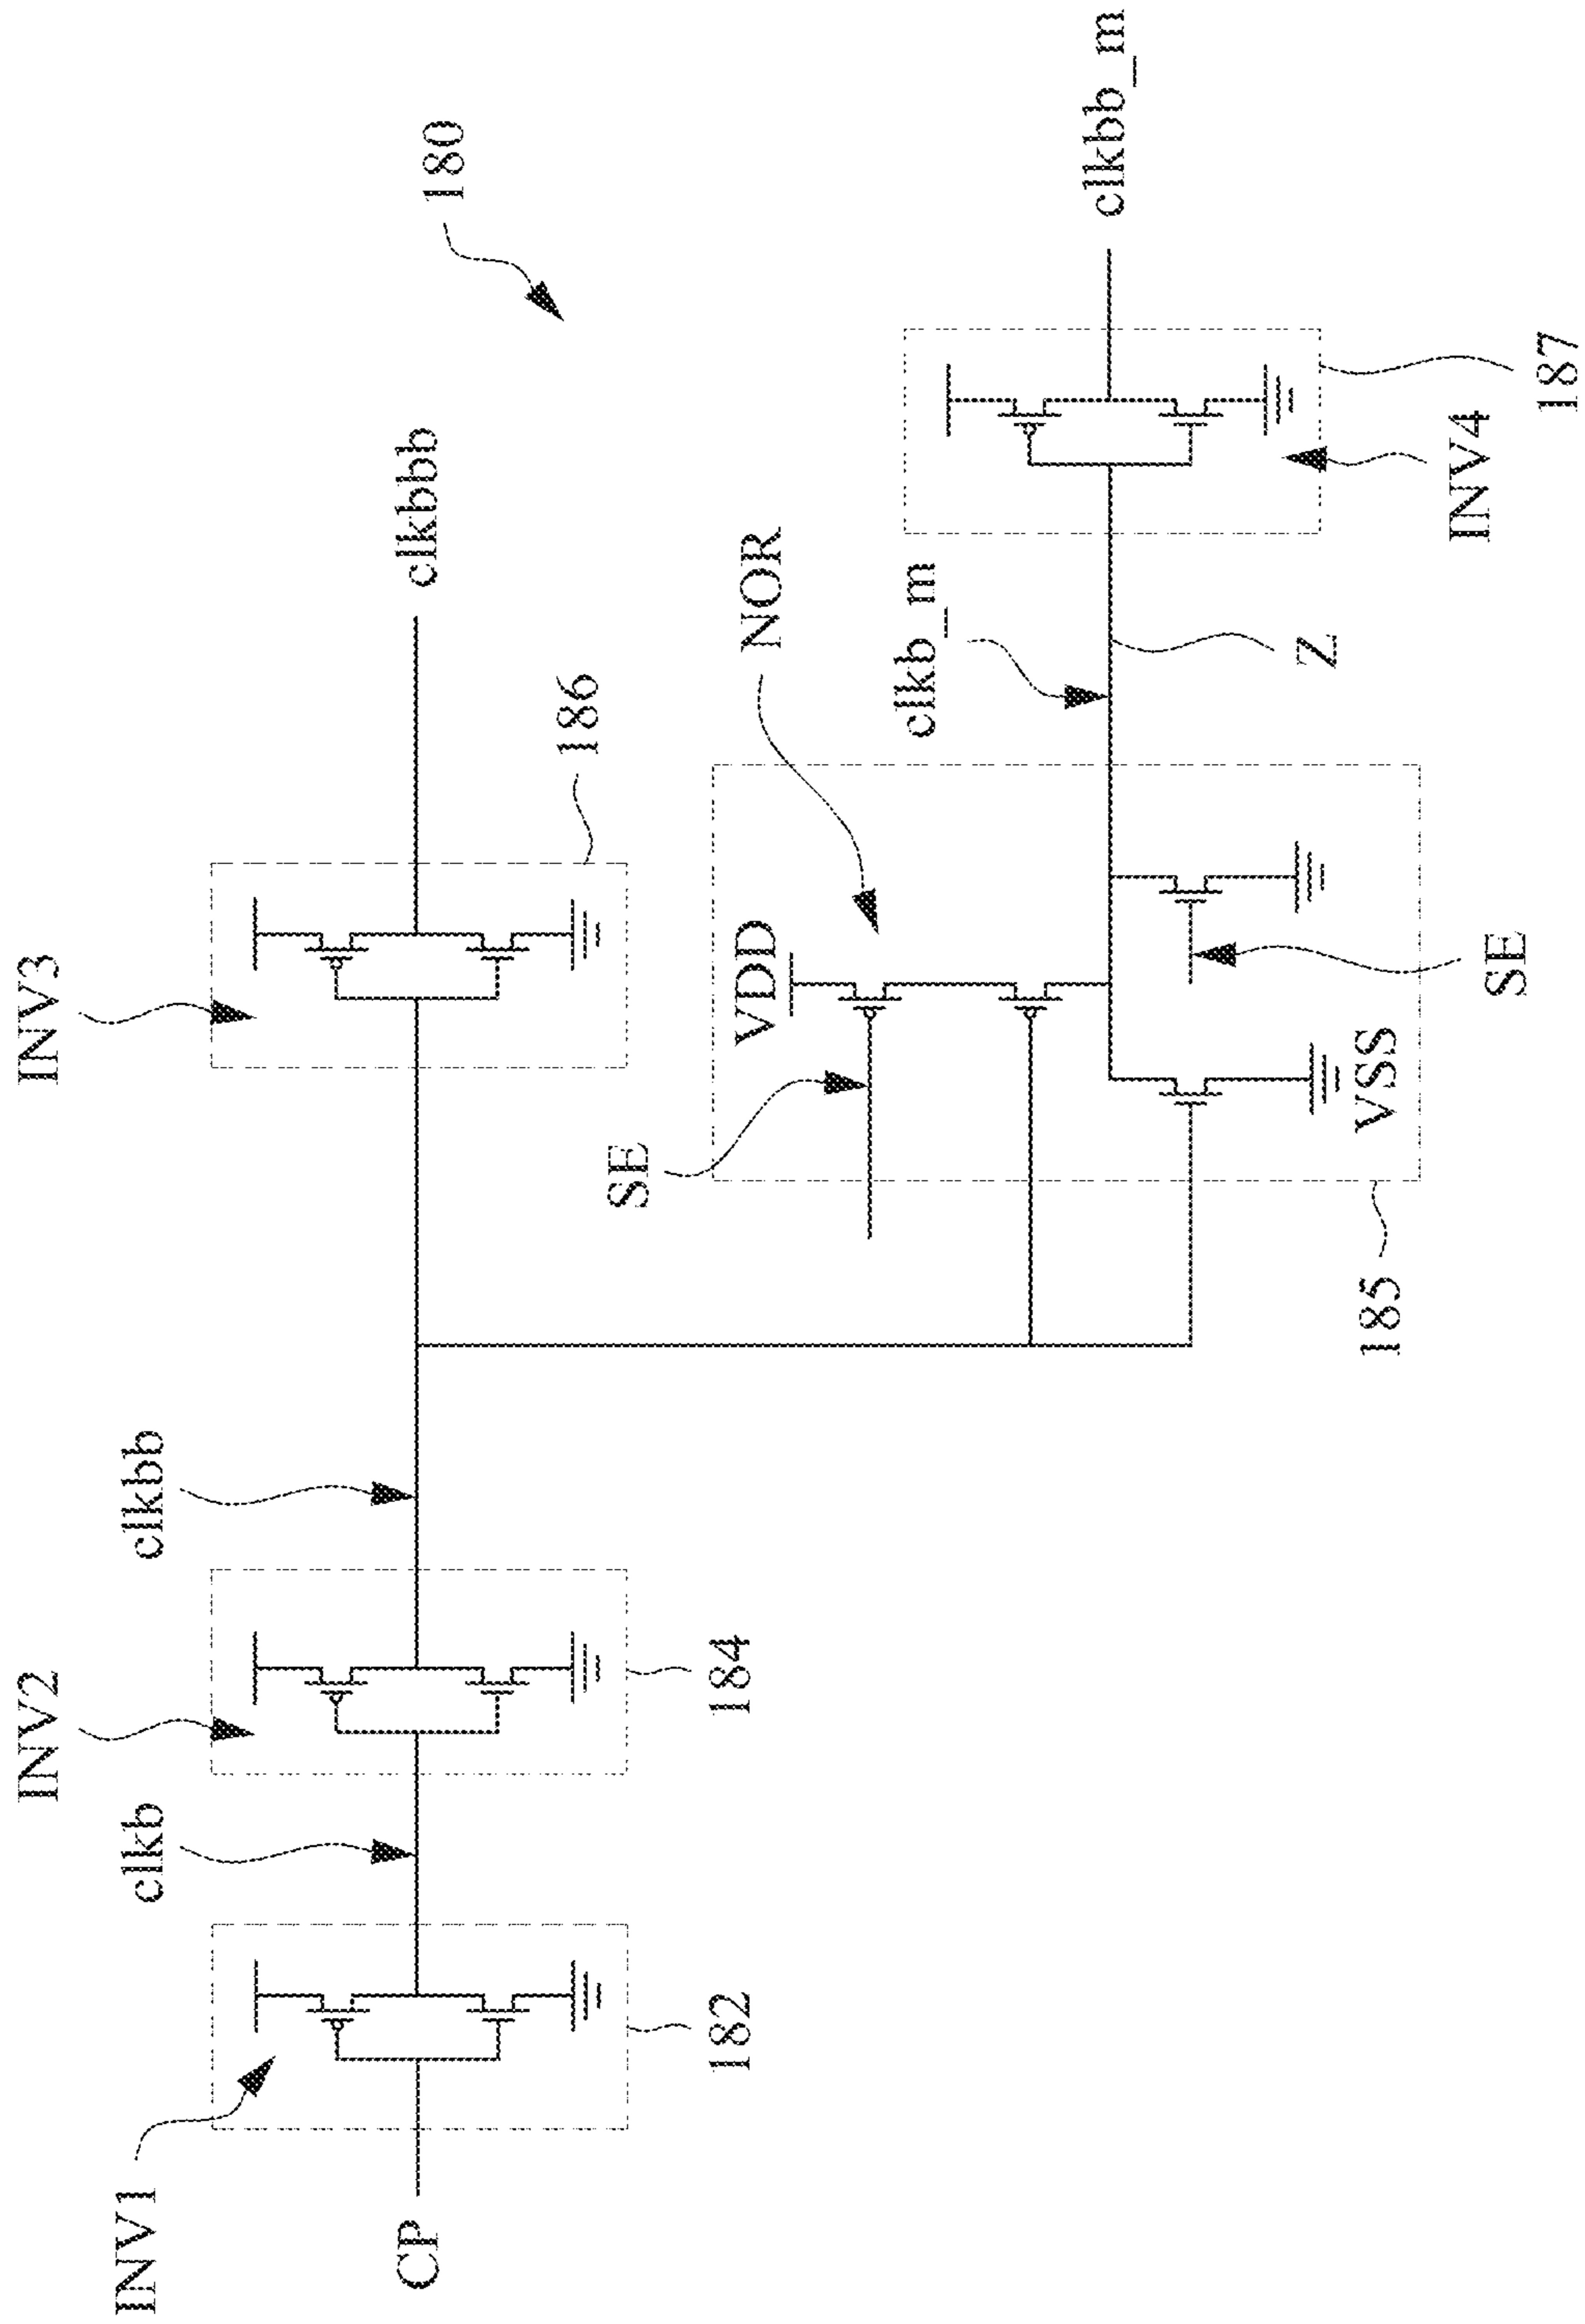 INV1
INV2
INV3
clkb
clkbb
CP
clkbbb
180
182
184
186
SE
VDD
NOR
clkb_m
clkbb_m
Z
185
VSS
SE
INV4
187